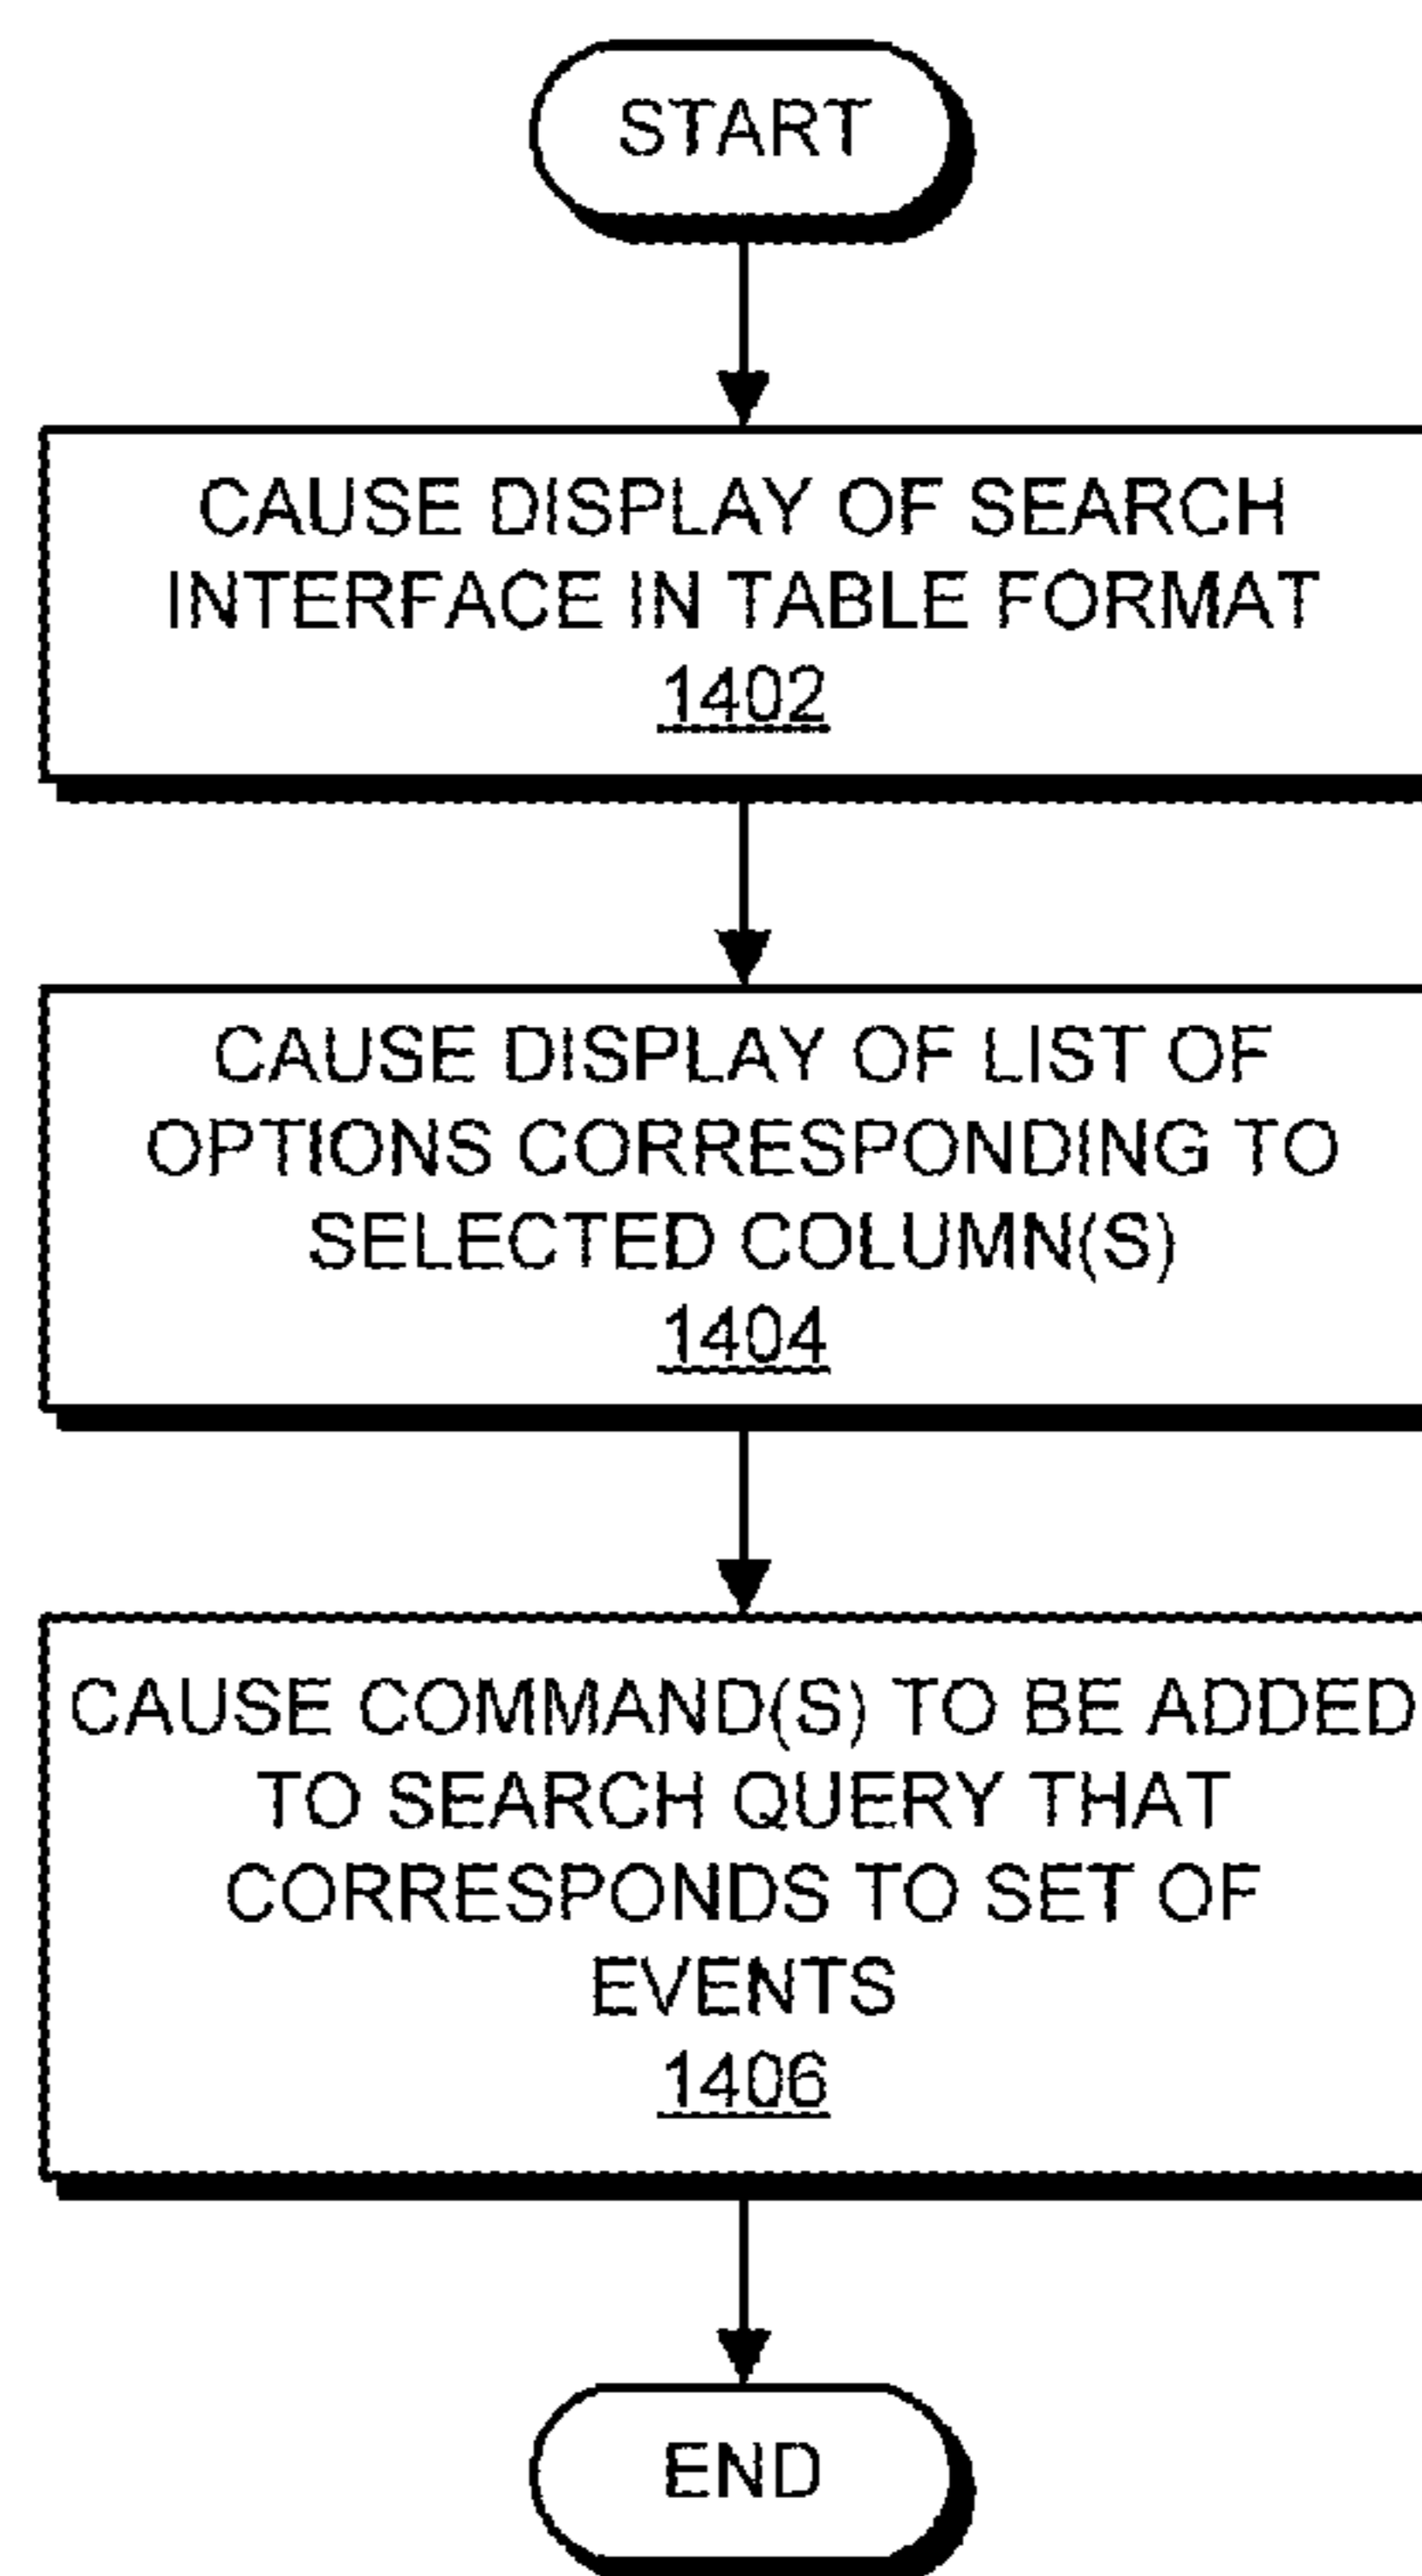 START
CAUSE DISPLAY OF SEARCH
INTERFACE IN TABLE FORMAT
1402
CAUSE DISPLAY OF LIST OF
OPTIONS CORRESPONDING TO
SELECTED COLUMN(S)
1404
CAUSE COMMAND(S) TO BE ADDED
TO SEARCH QUERY THAT
CORRESPONDS TO SET OF
EVENTS
1406
END